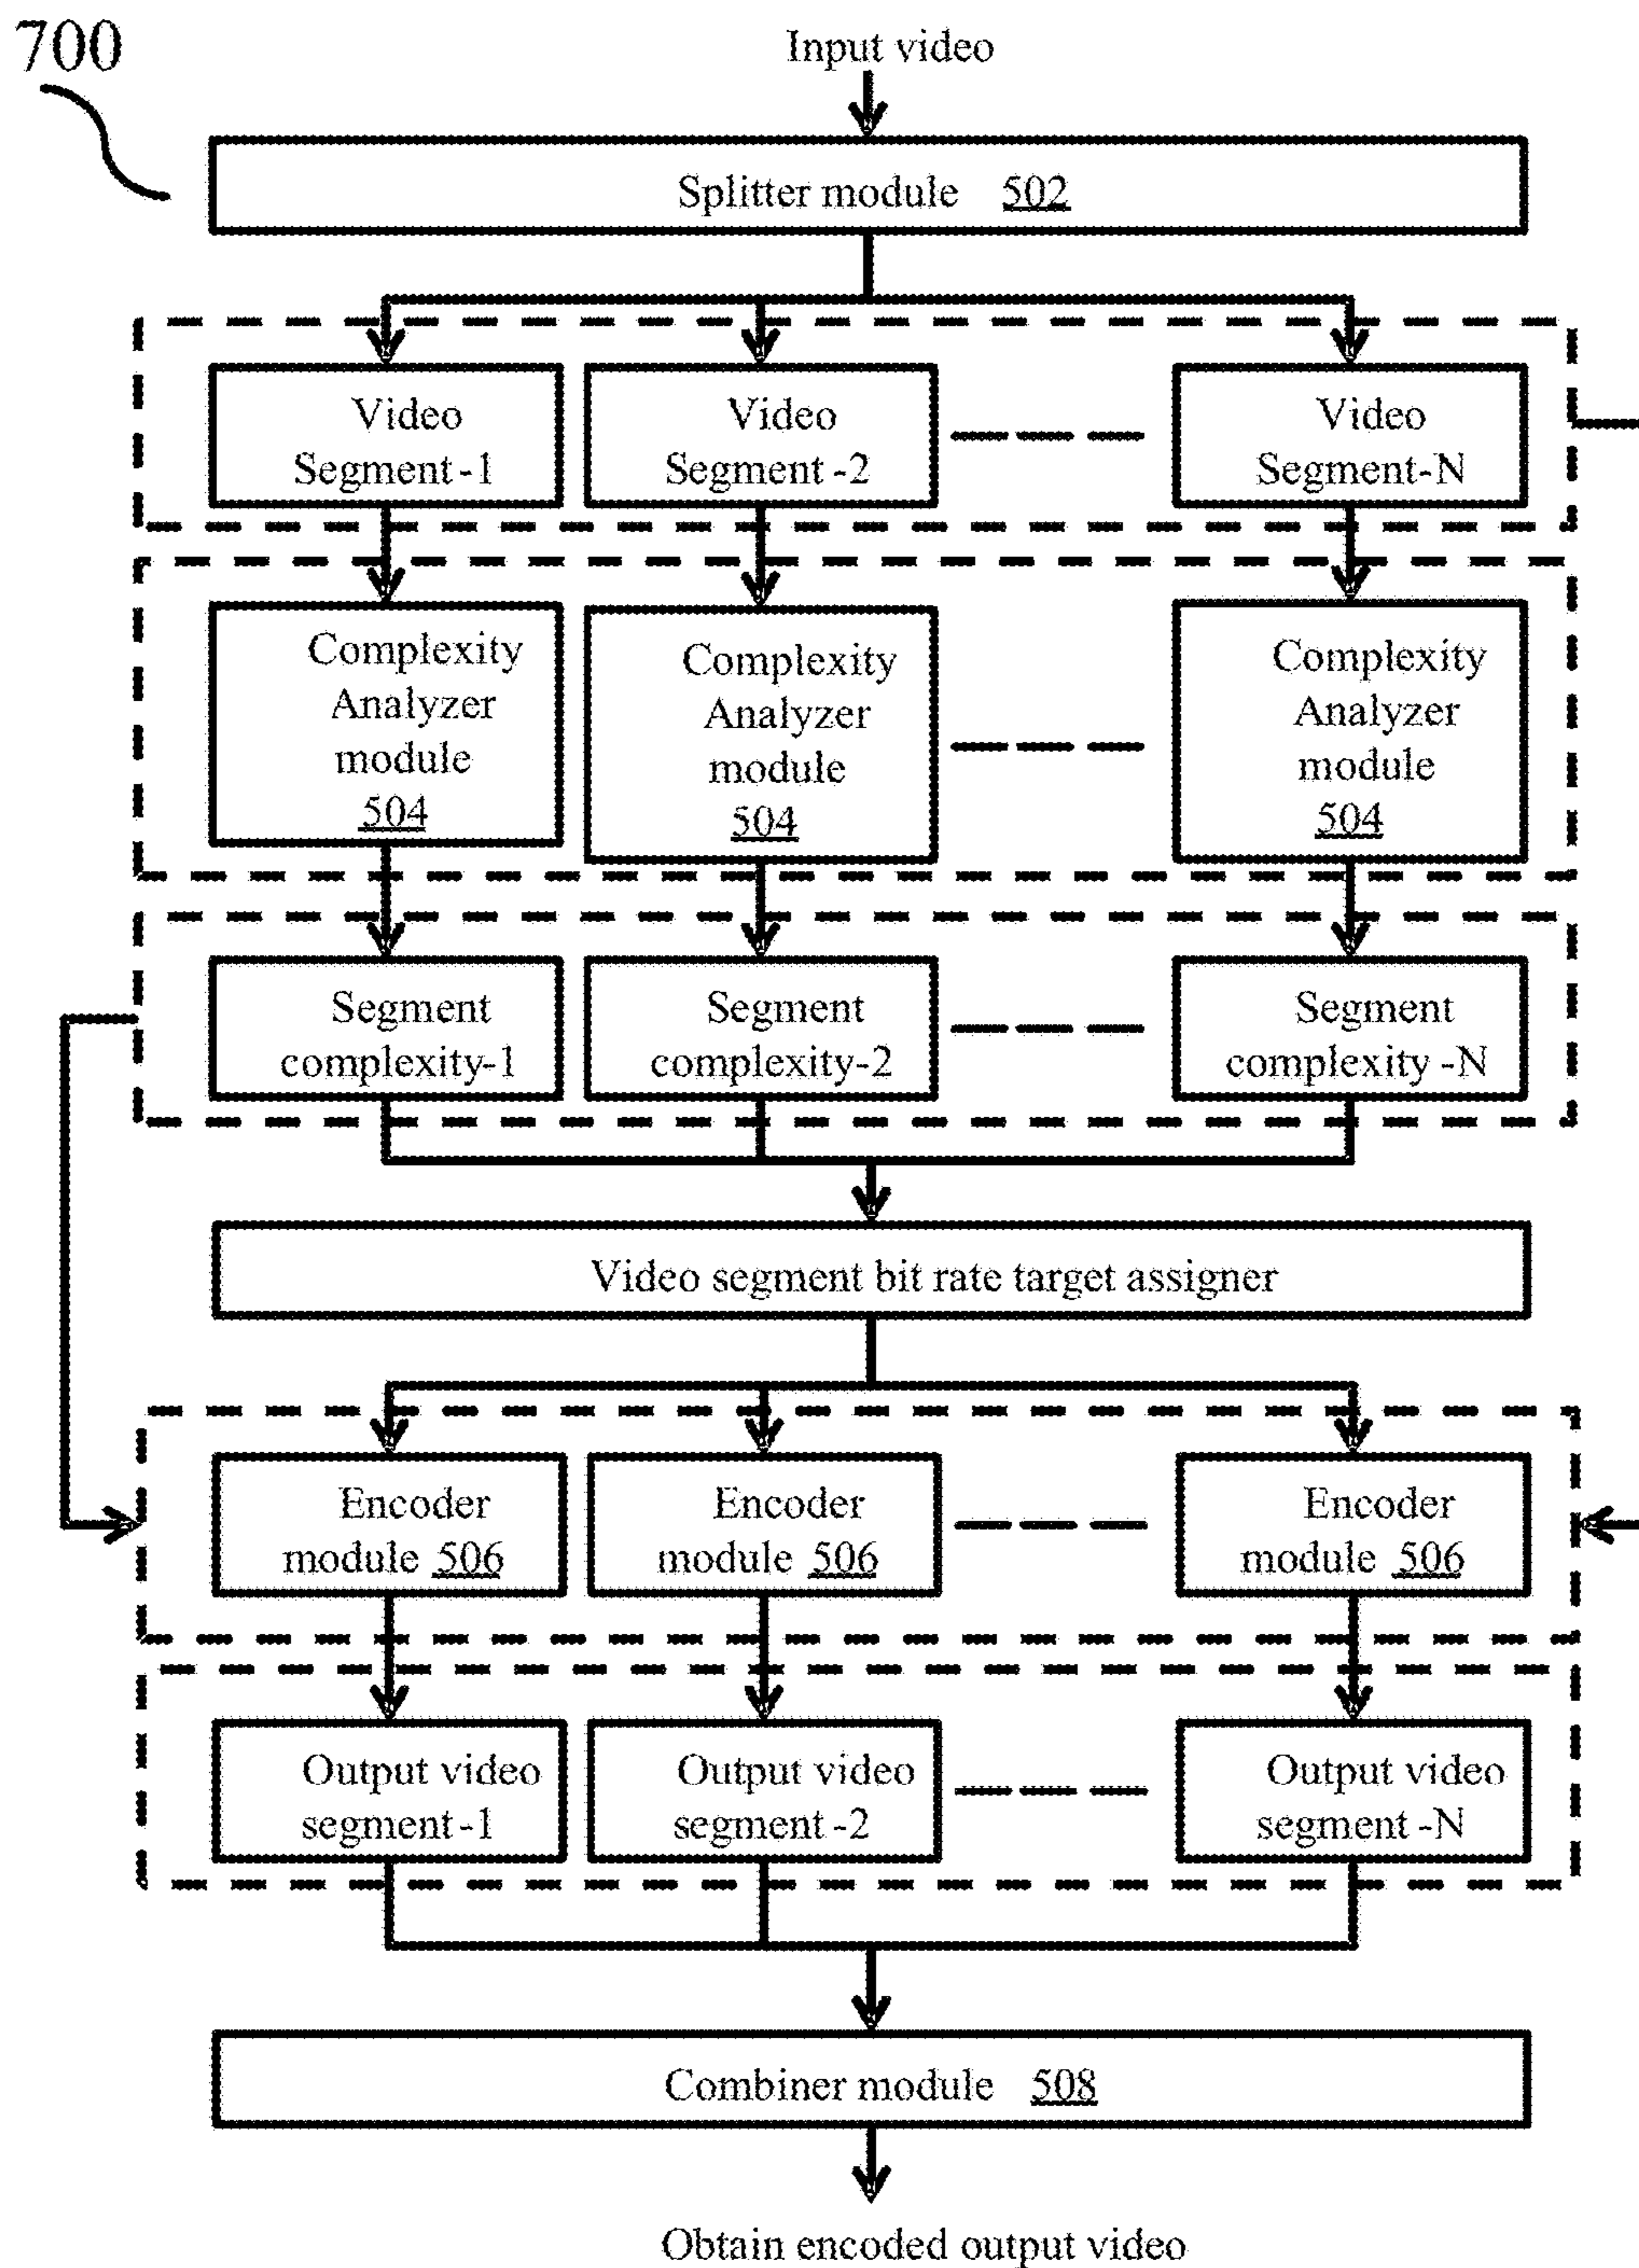 700
Input video
Splitter module 502
Video
Segment-1
Video
Segment-2
Video
Segment-N
Complexity
Analyzer
module
504
Complexity
Analyzer
module
504
Complexity
Analyzer
module
504
Segment
complexity-1
Segment
complexity-2
Segment
complexity-N
Video segment bit rate target assigner
Encoder
module 506
Encoder
module 506
Encoder
module 506
Output video
segment-1
Output video
segment-2
Output video
segment-N
Combiner module 508
Obtain encoded output video